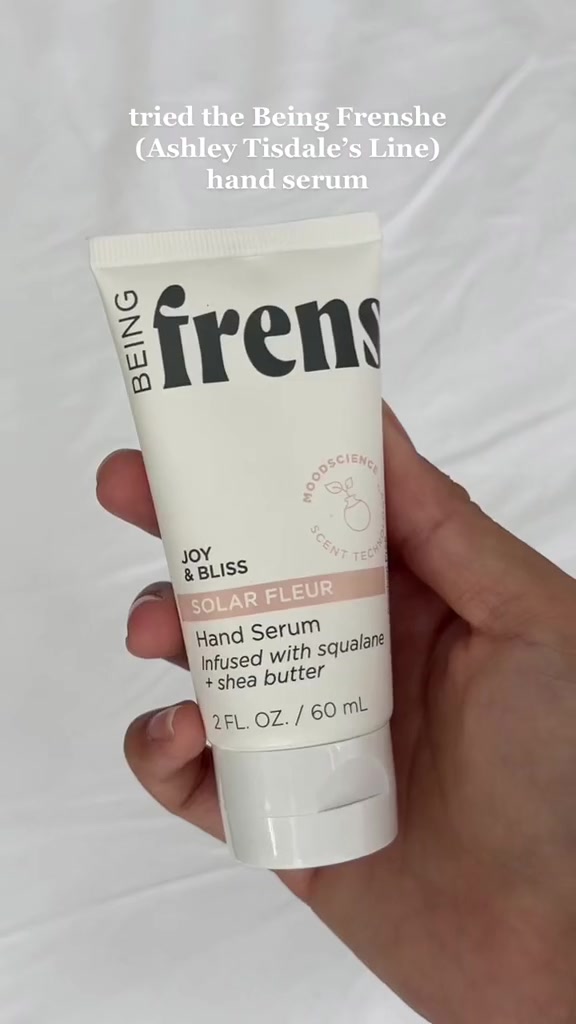 tried the Being Frenshe
(Ashley Tisdale's Line)
hand serum
BEING
frens
MOODSCIENCE
SCENT
JOY
& BLISS
SOLAR FLEUR
Hand Serum
Infused with squalane
+ shea butter
2 FL. OZ. / 60 mL